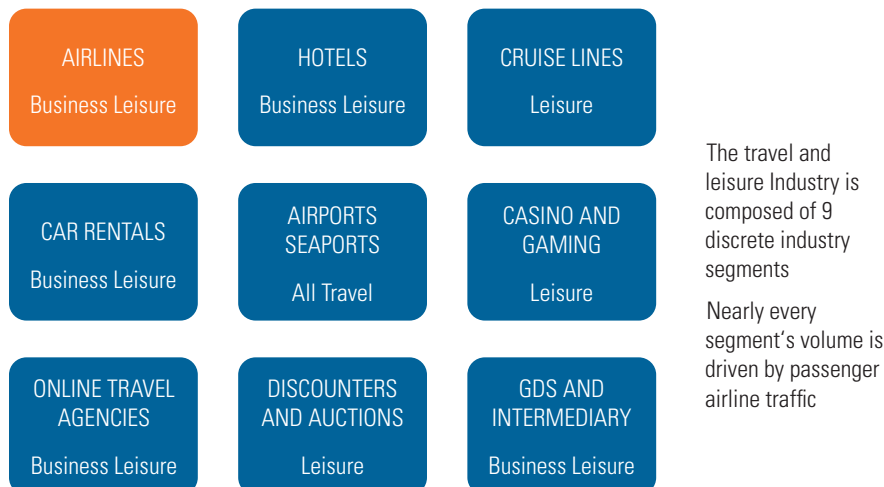 AIRLINES
Business Leisure
HOTELS
Business Leisure
CRUISE LINES
Leisure
CAR RENTALS
Business Leisure
AIRPORTS
SEAPORTS
All Travel
CASINO AND
GAMING
Leisure
ONLINE TRAVEL
AGENCIES
Business Leisure
DISCOUNTERS
AND AUCTIONS
Leisure
GDS AND
INTERMEDIARY
Business Leisure
The travel and
leisure Industry is
composed of 9
discrete industry
segments
Nearly every
segment‘s volume is
driven by passenger
airline traffic